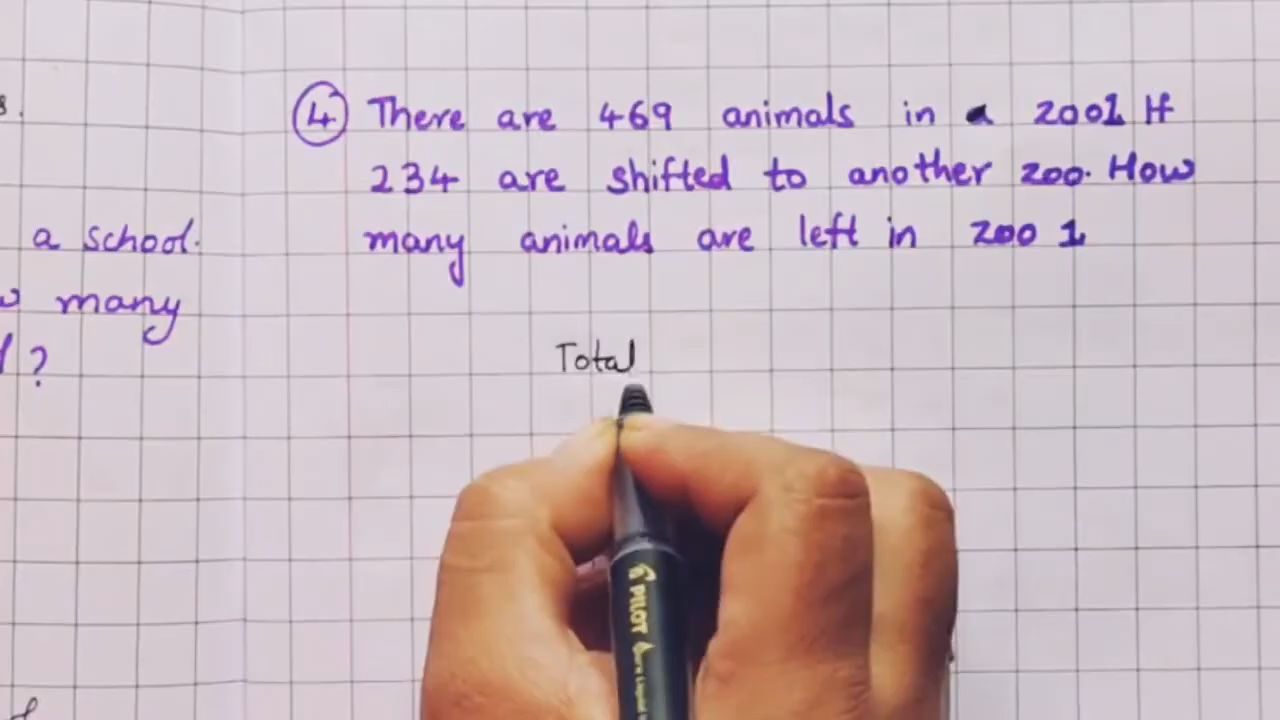 s.
a school.
many
?
④ There are 469 animals in a zoo1 If
234 are shifted to another zoo. How
many animals are left in zoo 1
Total
PILOT